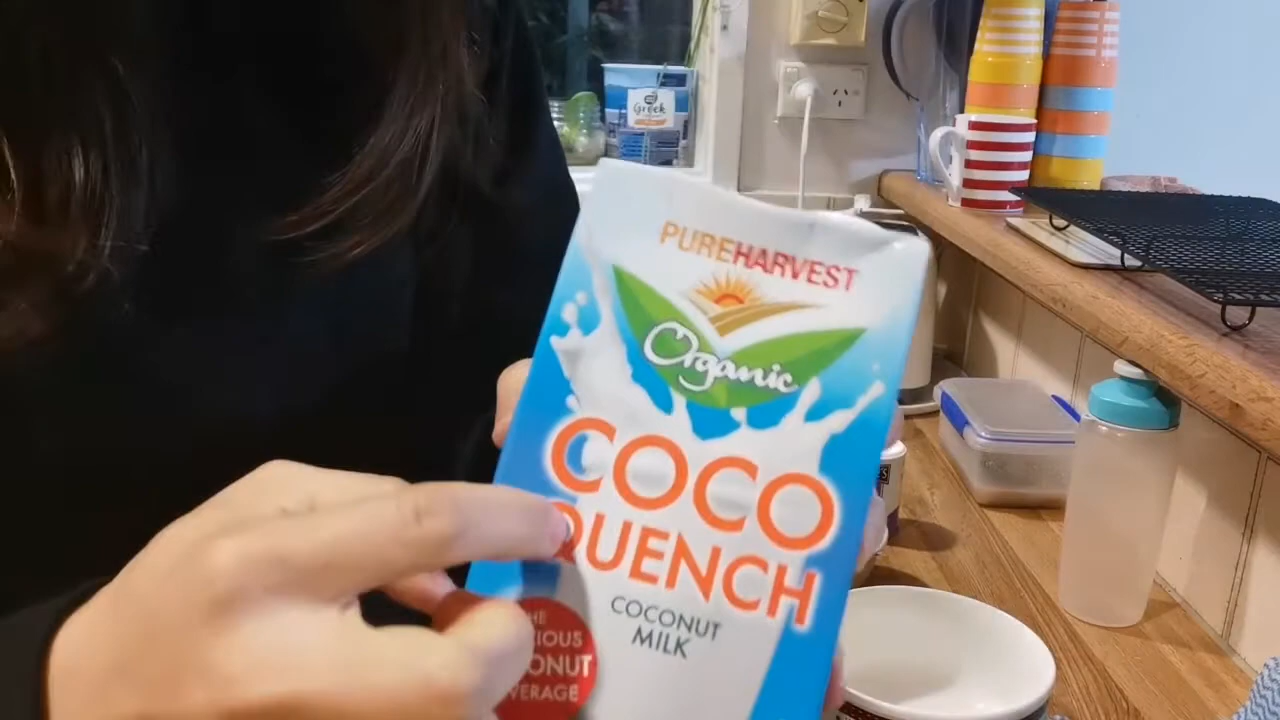 Greek
PUREHARVEST
Organic
COCO
QUENCH
COCONUT
MILK